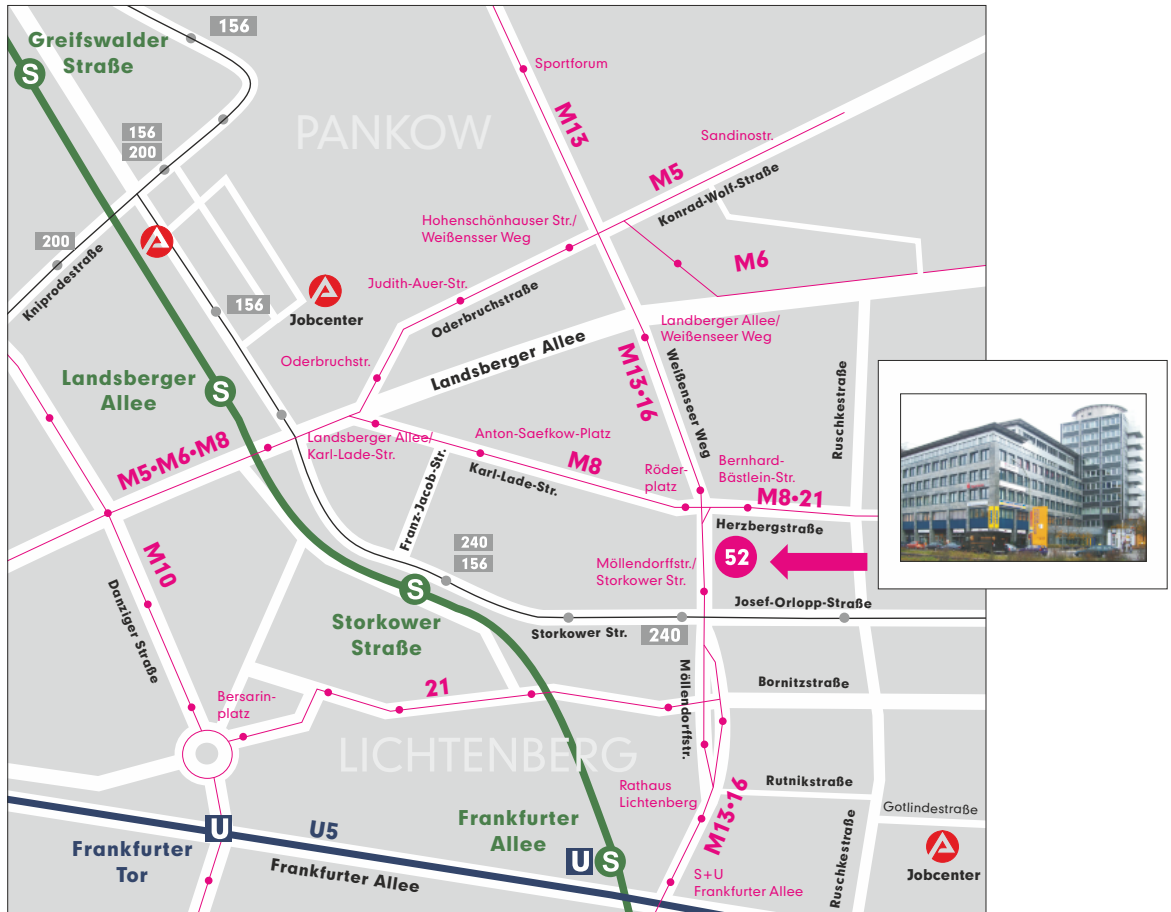 156
Greifswalder
Straße
S
Sportforum
M13
156
200
PANKOW
Sandinostr.
M5
Konrad-Wolf-Straße
Hohenschönhauser Str./
Weißensser Weg
200
Kniprodestraße
M6
Judith-Auer-Str.
156
Jobcenter
Oderbruchstraße
Landberger Allee/
Weißenseer Weg
Oderbruchstr.
Landsberger Allee
M13•16
Weißenseer Weg
Ruschkestraße
Landsberger
Allee
S
M5•M6•M8
Landsberger Allee/
Karl-Lade-Str.
Anton-Saefkow-Platz
M8
Karl-Lade-Str.
Franz-Jacob-Str.
Röder-
platz
Bernhard-
Bästlein-Str.
M8•21
Herzbergstraße
52
M10
Danziger Straße
240
156
Möllendorffstr./
Storkower Str.
S
Storkower
Straße
Storkower Str.
240
Josef-Orlopp-Straße
Möllendorffstr.
Bersarin-
platz
21
Bornitzstraße
LICHTENBERG
Rathaus
Lichtenberg
Rutnikstraße
M13•16
Gotlindestraße
Ruschkestraße
Jobcenter
U
U5
Frankfurter
Tor
Frankfurter Allee
Frankfurter
Allee
U
S
S+U
Frankfurter Allee